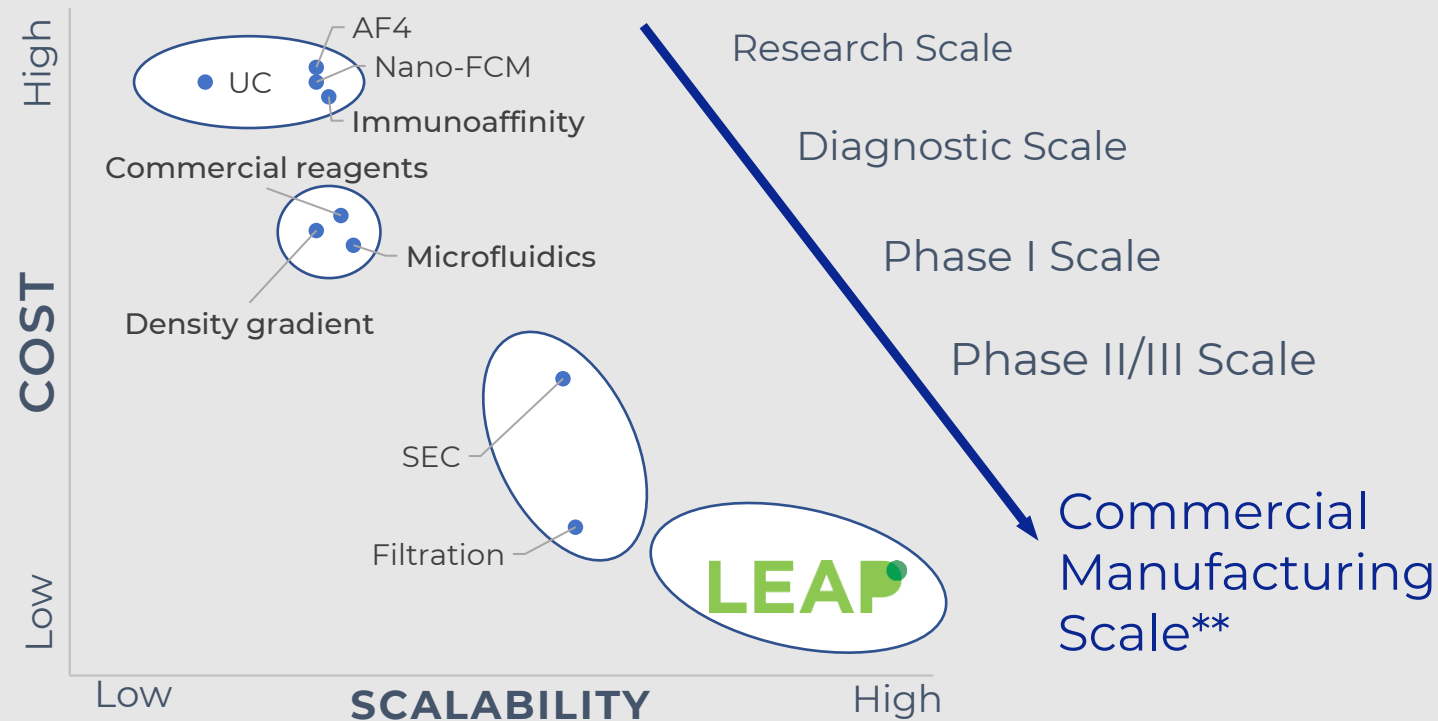 High
AF4
Research Scale
UC
Nano-FCM
Immunoaffinity
Diagnostic Scale
Commercial reagents
Microfluidics
Phase I Scale
Density gradient
COST
Phase II/III Scale
SEC
Filtration
Commercial
Manufacturing
Scale**
LEAP
Low
Low
SCALABILITY
High